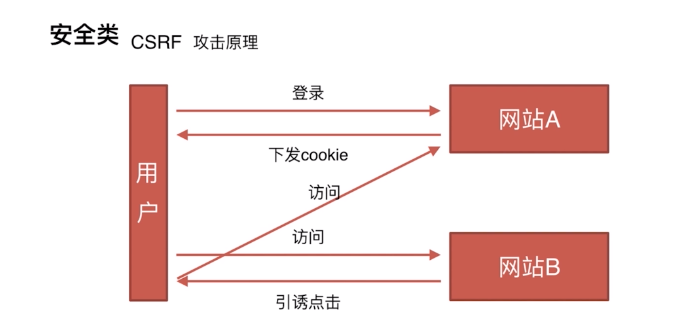 安全类 CSRF 攻击原理
登录
网站A
下发cookie
用户
访问
访问
网站B
引诱点击